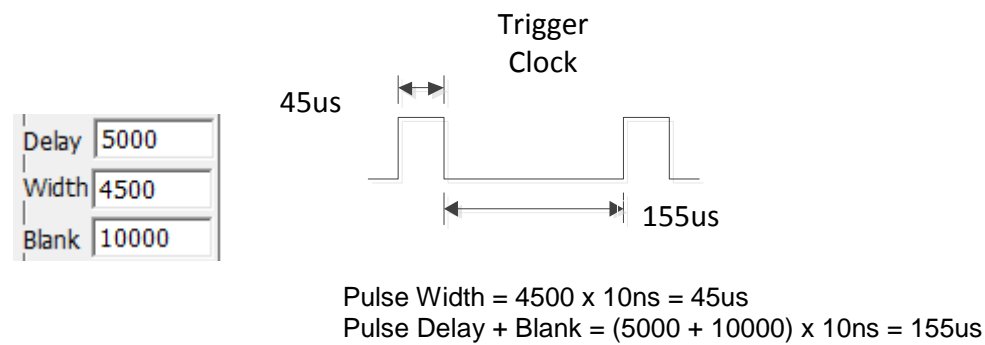 Trigger
Clock
45us
Delay 5000
Width 4500
Blank 10000
155us
Pulse Width = 4500 x 10ns = 45us
Pulse Delay + Blank = (5000 + 10000) x 10ns = 155us